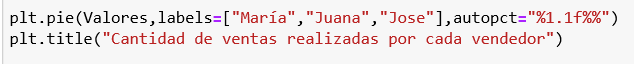 plt.pie(Valores,labels=["María","Juana","Jose"],autopct="%1.1f%%")
plt.title("Cantidad de ventas realizadas por cada vendedor")